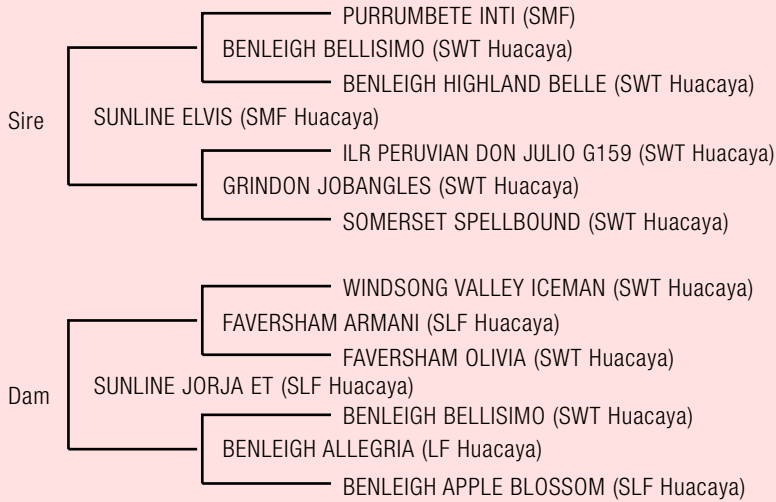 PURRUMBETE INTI (SMF)
BENLEIGH BELLISIMO (SWT Huacaya)
BENLEIGH HIGHLAND BELLE (SWT Huacaya)
Sire
SUNLINE ELVIS (SMF Huacaya)
ILR PERUVIAN DON JULIO G159 (SWT Huacaya)
GRINDON JOBANGLES (SWT Huacaya)
SOMERSET SPELLBOUND (SWT Huacaya)
WINDSONG VALLEY ICEMAN (SWT Huacaya)
FAVERSHAM ARMANI (SLF Huacaya)
FAVERSHAM OLIVIA (SWT Huacaya)
Dam
SUNLINE JORJA ET (SLF Huacaya)
BENLEIGH BELLISIMO (SWT Huacaya)
BENLEIGH ALLEGRIA (LF Huacaya)
BENLEIGH APPLE BLOSSOM (SLF Huacaya)